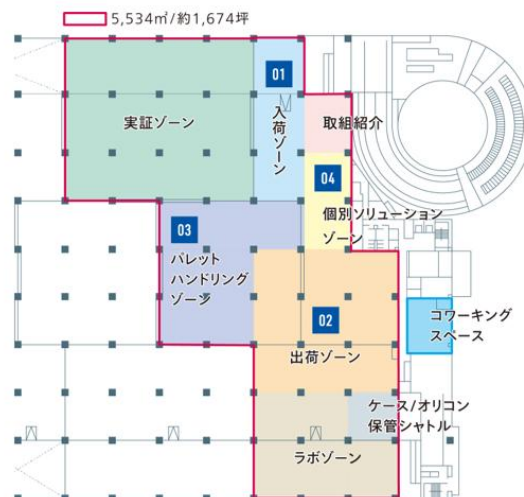 5,534㎡/約1,674坪
01
入荷ゾーン
実証ゾーン
取組紹介
04
個別ソリューション
ゾーン
03
パレット
ハンドリング
ゾーン
02
出荷ゾーン
コワーキング
スペース
ケース/オリコン
保管シャトル
ラボゾーン